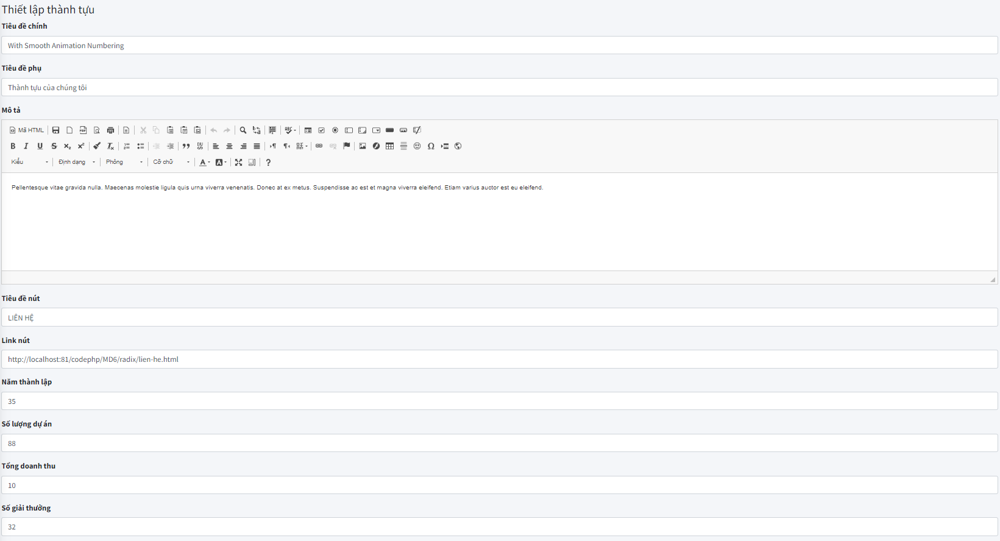 Thiết lập thành tựu
Tiêu đề chính
With Smooth Animation Numbering
Tiêu đề phụ
Thành tựu của chúng tôi
Mô tả
Mã HTML
Kiểu Định dạng Phông Cỡ chữ
Pellentesque vitae gravida nulla. Maecenas molestie ligula quis urna viverra venenatis. Donec at ex metus. Suspendisse ac est et magna viverra eleifend. Etiam varius auctor est eu eleifend.
Tiêu đề nút
LIÊN HỆ
Link nút
http://localhost:81/codephp/MD6/radix/lien-he.html
Năm thành lập
35
Số lượng dự án
88
Tổng doanh thu
10
Số giải thưởng
32